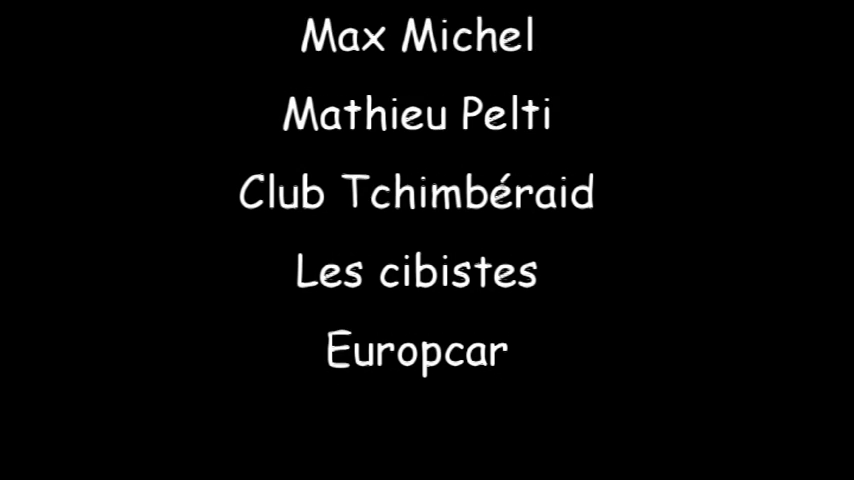 Max Michel
Mathieu Pelti
Club Tchimbéraid
Les cibistes
Europcar